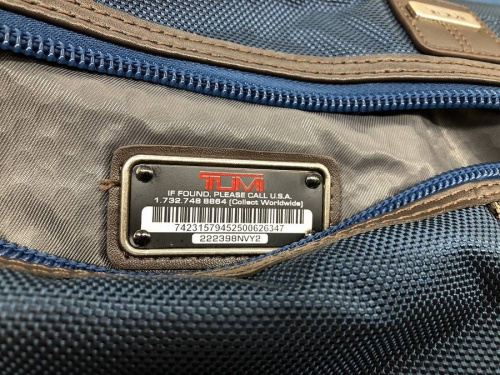 TUMI
IF FOUND, PLEASE CALL U.S.A.
1.732.748 8864 (Collect Worldwide)
74231579452500626347
222398NVY2